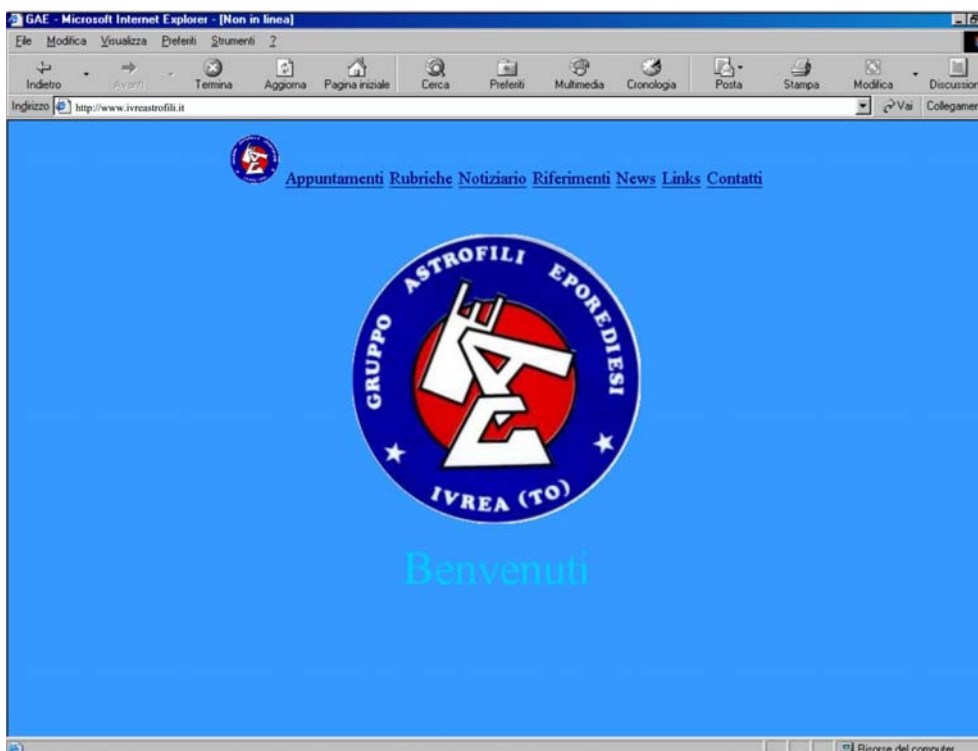 GAE - Microsoft Internet Explorer - [Non in linea]
File Modifica Visualizza Preferiti Strumenti ?
Indietro Avanti Termina Aggiorna Pagina iniziale Cerca Preferiti Multimedia Cronologia Posta Stampa Modifica Discussion
Indirizzo http://www.ivreastrofili.it Vai Collegamen
Appuntamenti Rubriche Notiziario Riferimenti News Links Contatti
GRUPPO ASTROFILI EPOREDIESI
GAE
IVREA (TO)
Benvenuti
Risorse del computer